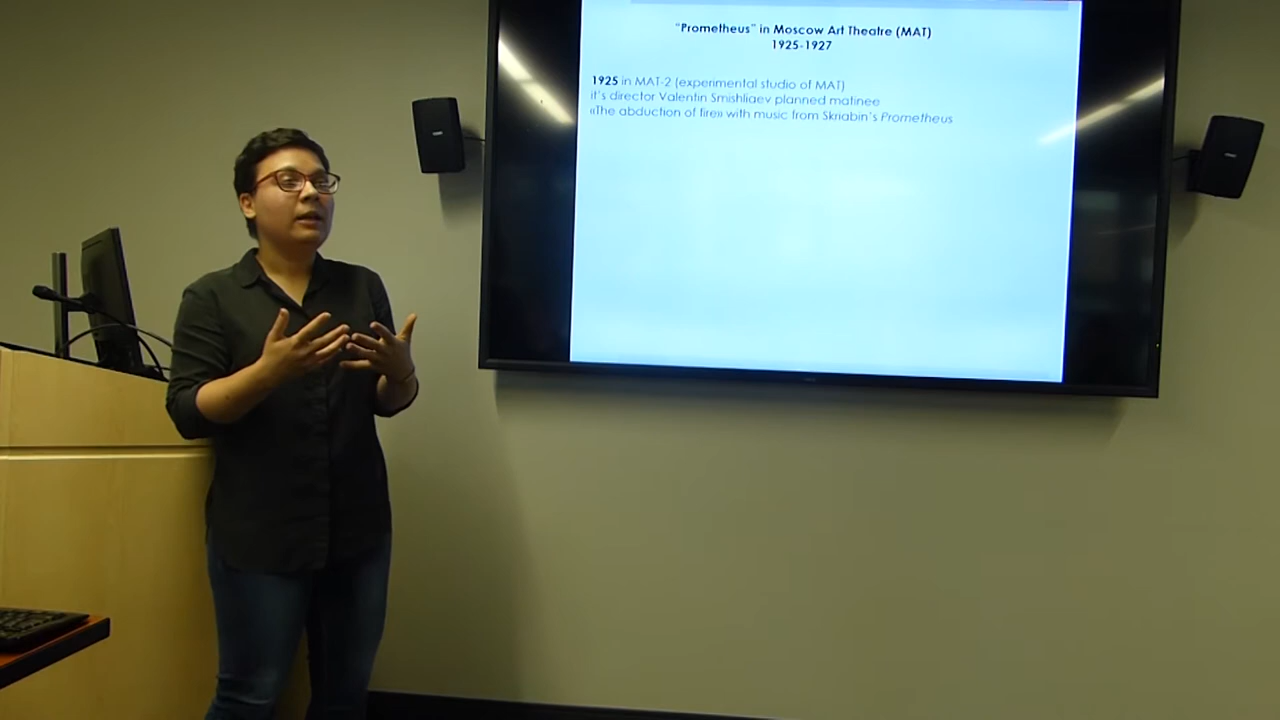 "Prometheus" in Moscow Art Theatre (MAT)
1925-1927
1925 in MAT-2 (experimental studio of MAT)
it's director Valentin Smishliaev planned matinee
«The abduction of fire» with music from Skriabin's Prometheus